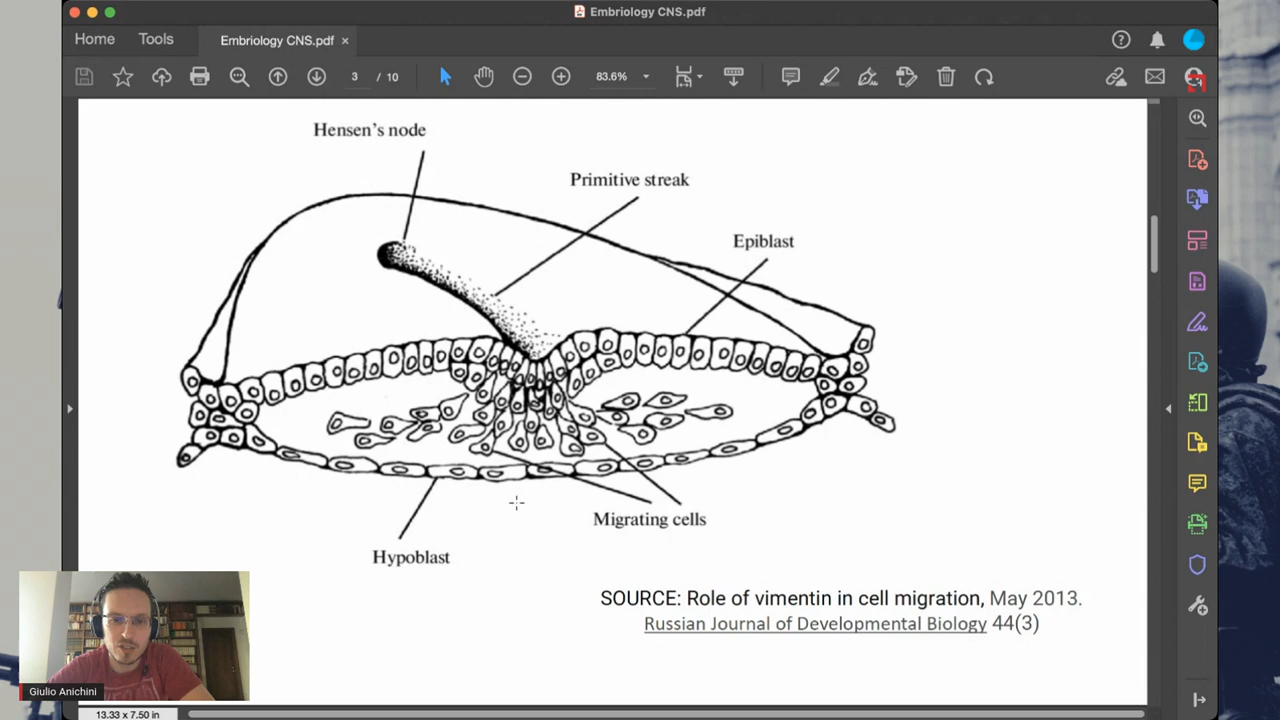 Embriology CNS.pdf
Home
Tools
Embriology CNS.pdf
3 / 10
83.6%
Hensen’s node
Primitive streak
Epiblast
Migrating cells
Hypoblast
SOURCE: Role of vimentin in cell migration, May 2013.
Russian Journal of Developmental Biology 44(3)
Giulio Anichini
13.33 x 7.50 in